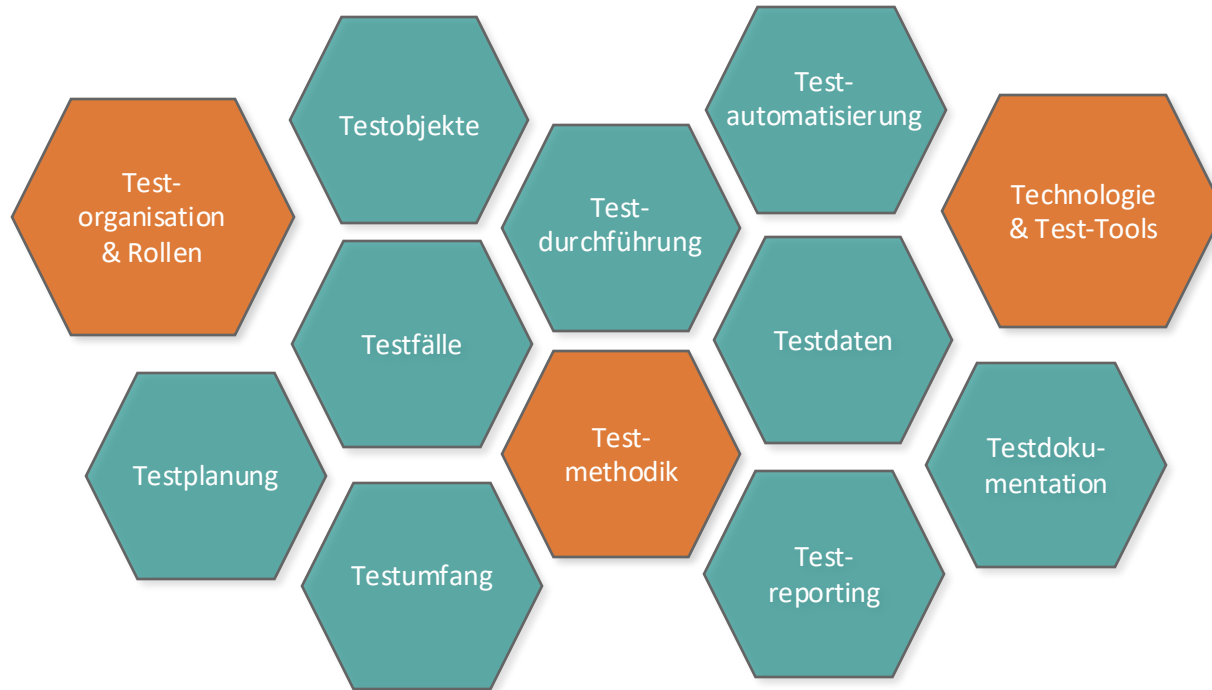 Testobjekte
Test-
automatisierung
Test-
organisation
& Rollen
Test-
durchführung
Technologie
& Test-Tools
Testfälle
Testdaten
Testplanung
Test-
methodik
Testdoku-
mentation
Testumfang
Test-
reporting